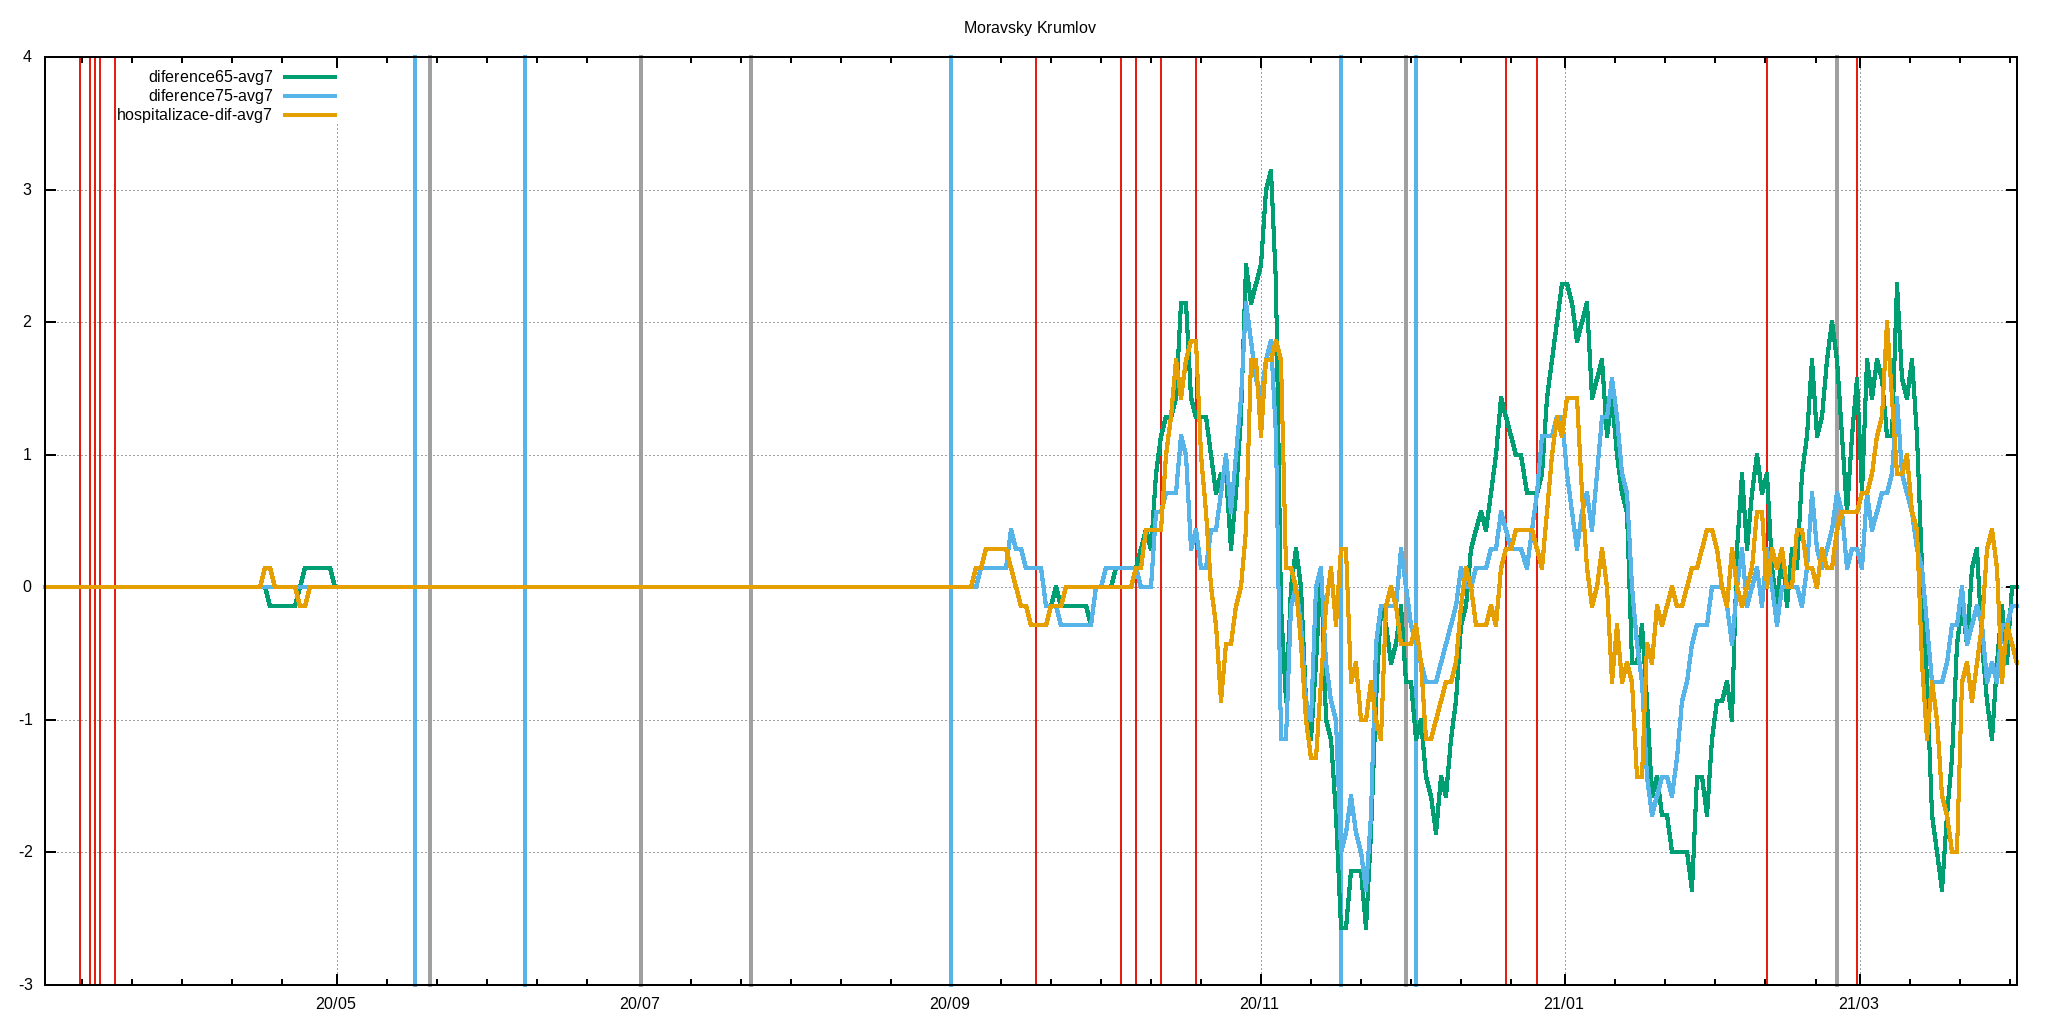 Moravsky Krumlov
4
diference65-avg7
diference75-avg7
hospitalizace-dif-avg7
3
2
1
0
-1
-2
-3
20/05 20/07 20/09 20/11 21/01 21/03